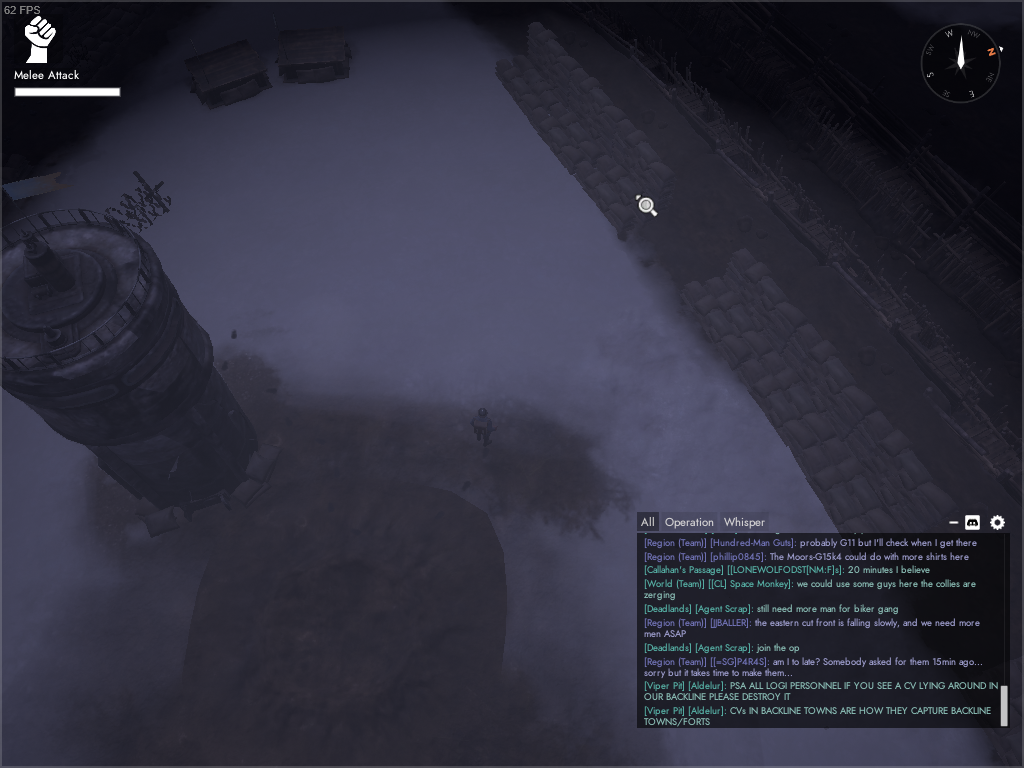 62 FPS
Melee Attack
W NW N NE E SE S SW
All Operation Whisper
[Region (Team)] [Hundred-Man Guts]: probably G11 but I'll check when I get there
[Region (Team)] [phillip0845]: The Moors-G15k4 could do with more shirts here
[Callahan's Passage] [[LONEWOLFODST[NM:F]s]: 20 minutes I believe
[World (Team)] [[CL] Space Monkey]: we could use some guys here the collies are
zerging
[Deadlands] [Agent Scrap]: still need more man for biker gang
[Region (Team)] [JJBALLER]: the eastern cut front is falling slowly, and we need more
men ASAP
[Deadlands] [Agent Scrap]: join the op
[Region (Team)] [[=SG]P4R4S]: am I to late? Somebody asked for them 15min ago...
sorry but it takes time to make them...
[Viper Pit] [Aldelur]: PSA ALL LOGI PERSONNEL IF YOU SEE A CV LYING AROUND IN
OUR BACKLINE PLEASE DESTROY IT
[Viper Pit] [Aldelur]: CVs IN BACKLINE TOWNS ARE HOW THEY CAPTURE BACKLINE
TOWNS/FORTS